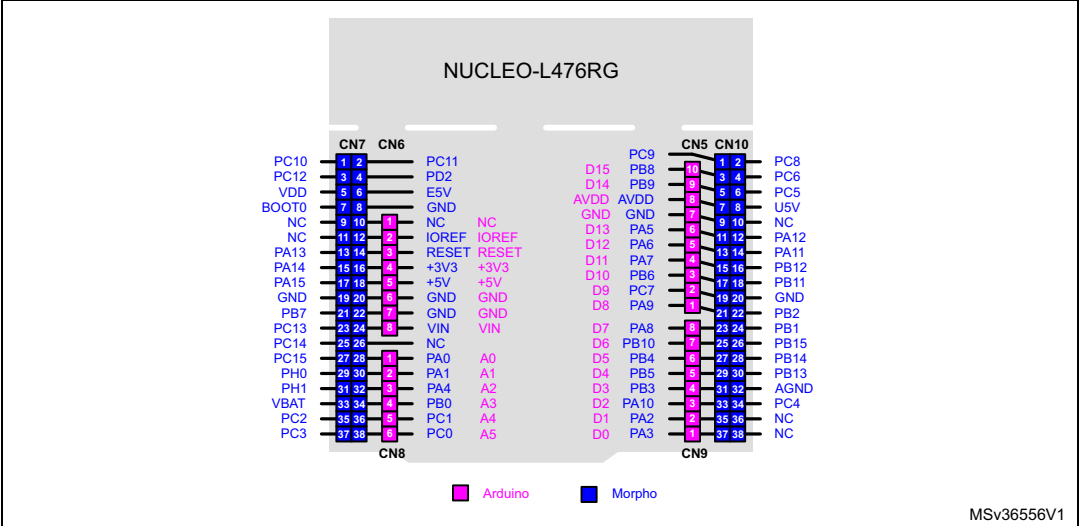 NUCLEO-L476RG
CN7 CN6 CN5 CN10
PC9
PC10 1 2 PC11 1 2 PC8
D15 PB8 10
PC12 3 4 PD2 3 4 PC6
D14 PB9 9
VDD 5 6 E5V 5 6 PC5
AVDD AVDD 8
BOOT0 7 8 GND 7 8 U5V
GND GND 7
NC 9 10 1 NC NC 9 10 NC
D13 PA5 6
NC 11 12 2 IOREF IOREF 11 12 PA12
D12 PA6 5
PA13 13 14 3 RESET RESET 13 14 PA11
D11 PA7 4
PA14 15 16 4 +3V3 +3V3 15 16 PB12
D10 PB6 3
PA15 17 18 5 +5V +5V 17 18 PB11
D9 PC7 2
GND 19 20 6 GND GND 19 20 GND
D8 PA9 1
PB7 21 22 7 GND GND 21 22 PB2
PC13 23 24 8 VIN VIN D7 PA8 8 23 24 PB1
PC14 25 26 NC D6 PB10 7 25 26 PB15
PC15 27 28 1 PA0 A0 D5 PB4 6 27 28 PB14
PH0 29 30 2 PA1 A1 D4 PB5 5 29 30 PB13
PH1 31 32 3 PA4 A2 D3 PB3 4 31 32 AGND
VBAT 33 34 4 PB0 A3 D2 PA10 3 33 34 PC4
PC2 35 36 5 PC1 A4 D1 PA2 2 35 36 NC
PC3 37 38 6 PC0 A5 D0 PA3 1 37 38 NC
CN8 CN9
Arduino Morpho
MSv36556V1